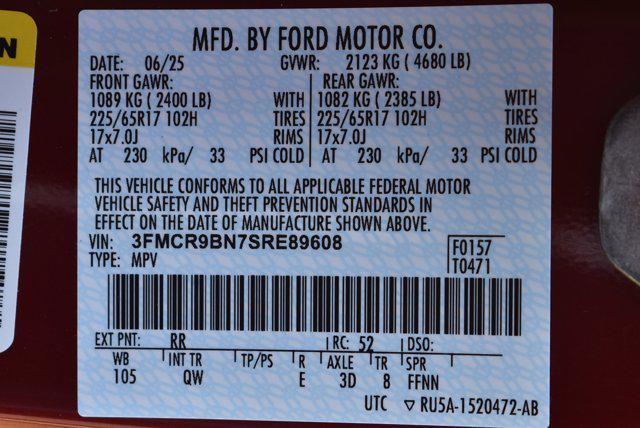 MFD. BY FORD MOTOR CO.
DATE: 06/25 GVWR: 2123 KG ( 4680 LB)
FRONT GAWR: REAR GAWR:
1089 KG ( 2400 LB) WITH 1082 KG ( 2385 LB) WITH
225/65R17 102H TIRES 225/65R17 102H TIRES
17x7.0J RIMS 17x7.0J RIMS
AT 230 kPa/ 33 PSI COLD AT 230 kPa/ 33 PSI COLD
THIS VEHICLE CONFORMS TO ALL APPLICABLE FEDERAL MOTOR
VEHICLE SAFETY AND THEFT PREVENTION STANDARDS IN
EFFECT ON THE DATE OF MANUFACTURE SHOWN ABOVE.
VIN: 3FMCR9BN7SRE89608 F0157
TYPE: MPV T0471
EXT PNT: RR RC: 52 DSO:
WB INT TR TP/PS R AXLE TR SPR
105 QW E 3D 8 FFNN
UTC ▽ RU5A-1520472-AB
N